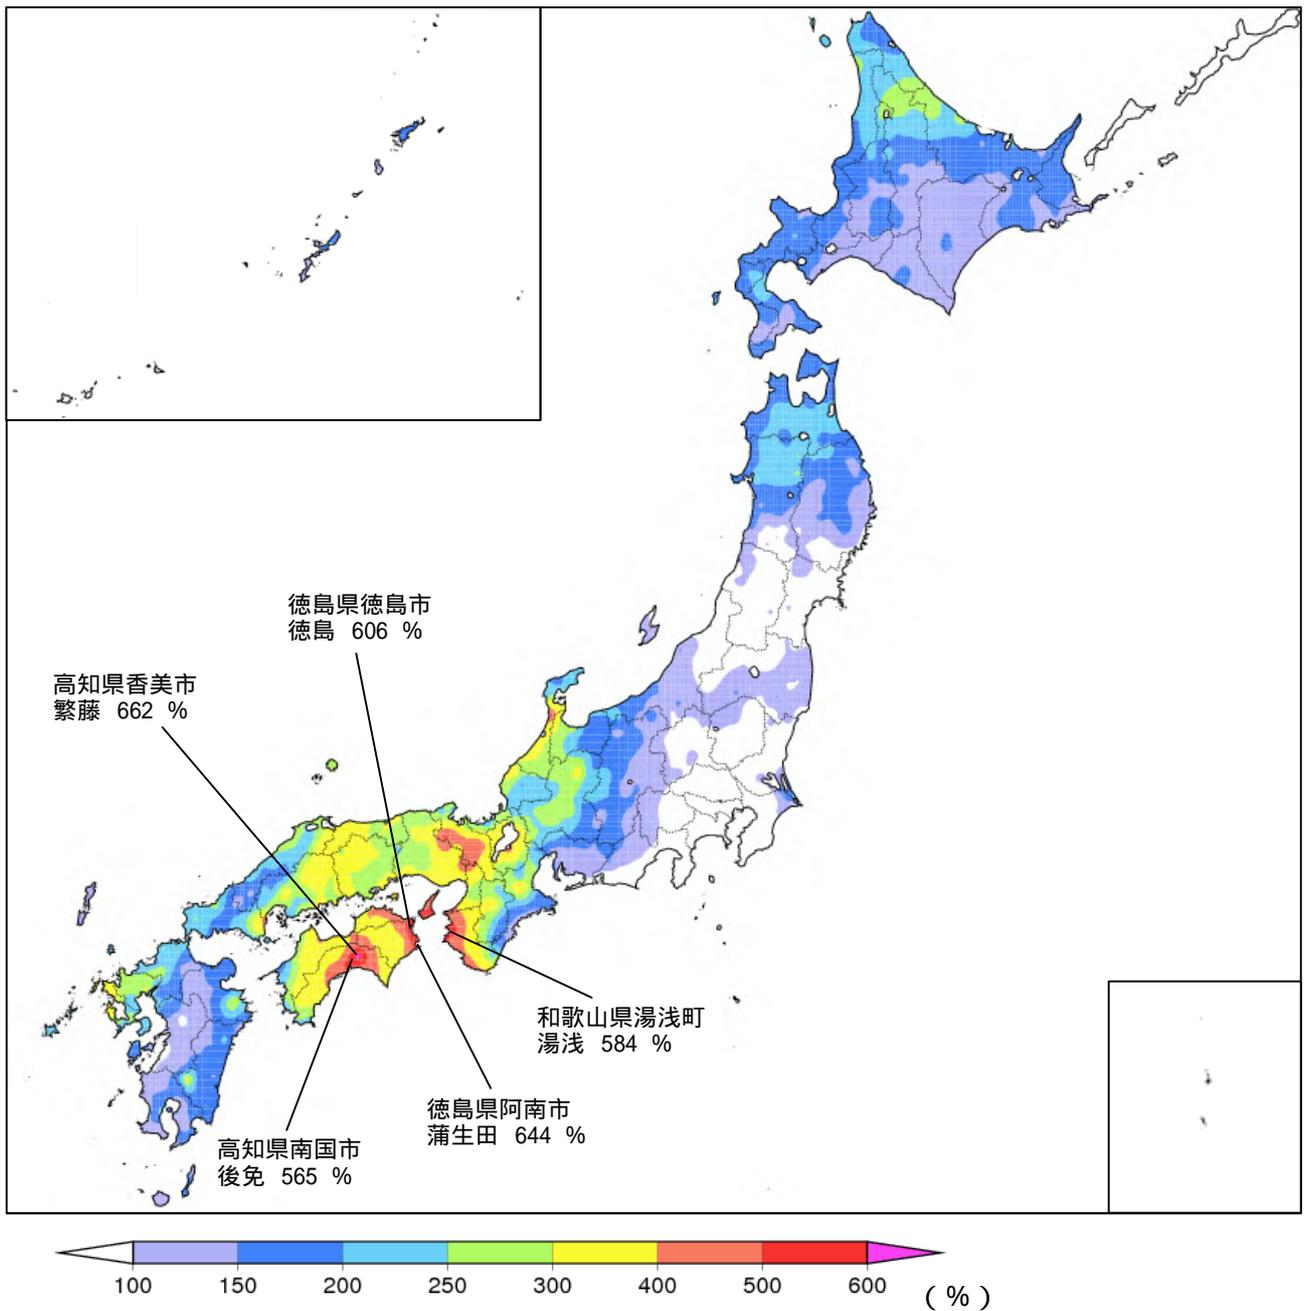 徳島県徳島市
徳島 606 %
高知県香美市
繁藤 662 %
和歌山県湯浅町
湯浅 584 %
徳島県阿南市
蒲生田 644 %
高知県南国市
後免 565 %
100 150 200 250 300 400 500 600
(%)